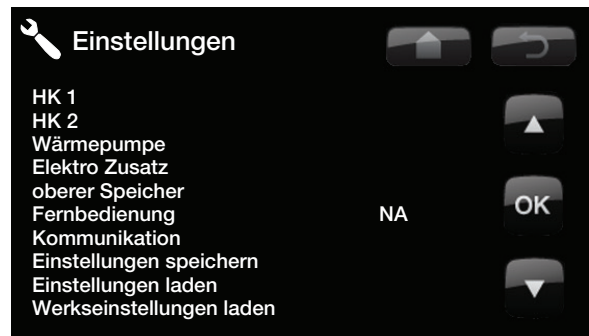 Einstellungen
HK 1
HK 2
Wärmepumpe
Elektro Zusatz
oberer Speicher
Fernbedienung NA
Kommunikation
Einstellungen speichern
Einstellungen laden
Werkseinstellungen laden
OK